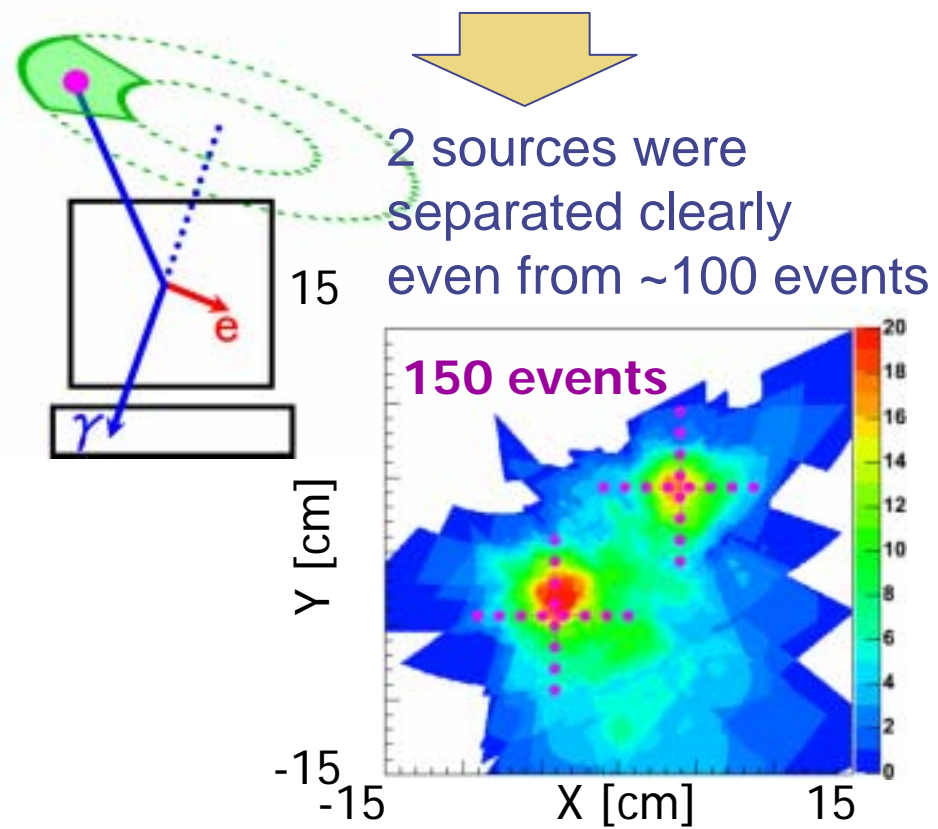 2 sources were
separated clearly
even from ~100 events
e
γ
15
150 events
Y [cm]
-15
-15
X [cm]
15
20
18
16
14
12
10
8
6
4
2
0